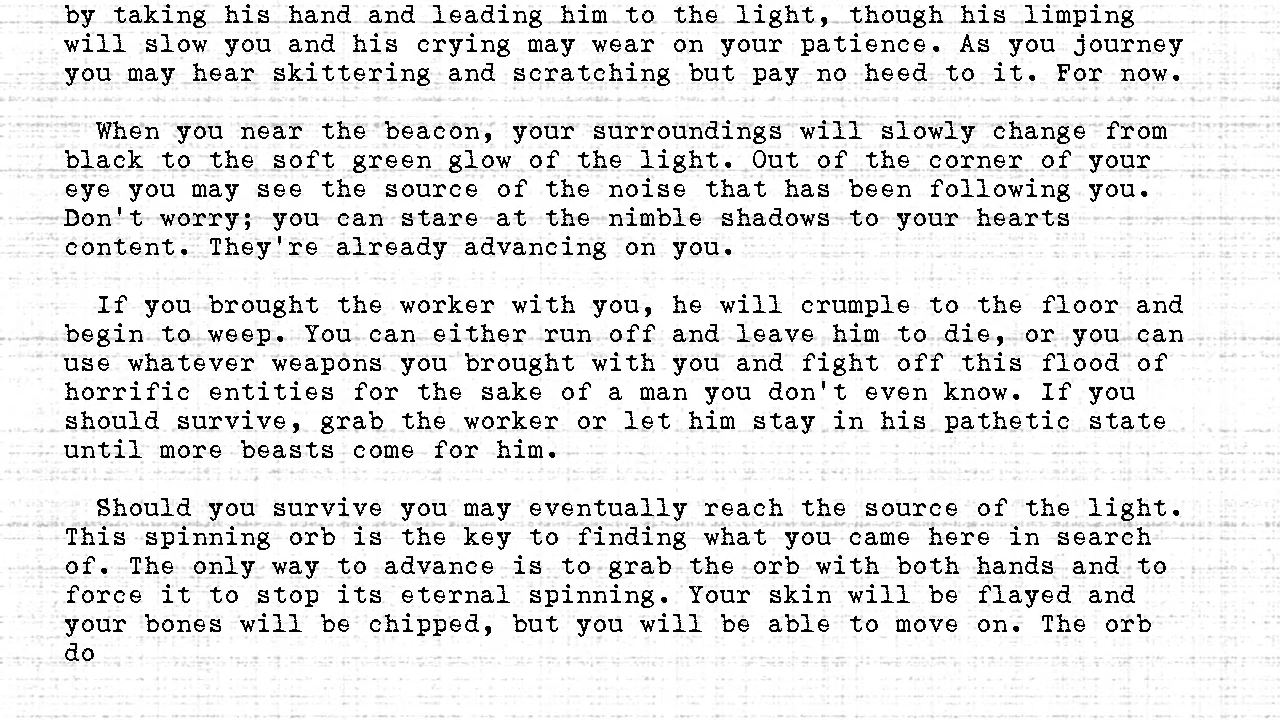 by taking his hand and leading him to the light, though his limping
will slow you and his crying may wear on your patience. As you journey
you may hear skittering and scratching but pay no heed to it. For now.
When you near the beacon, your surroundings will slowly change from
black to the soft green glow of the light. Out of the corner of your
eye you may see the source of the noise that has been following you.
Don't worry; you can stare at the nimble shadows to your hearts
content. They're already advancing on you.
If you brought the worker with you, he will crumple to the floor and
begin to weep. You can either run off and leave him to die, or you can
use whatever weapons you brought with you and fight off this flood of
horrific entities for the sake of a man you don't even know. If you
should survive, grab the worker or let him stay in his pathetic state
until more beasts come for him.
Should you survive you may eventually reach the source of the light.
This spinning orb is the key to finding what you came here in search
of. The only way to advance is to grab the orb with both hands and to
force it to stop its eternal spinning. Your skin will be flayed and
your bones will be chipped, but you will be able to move on. The orb
do